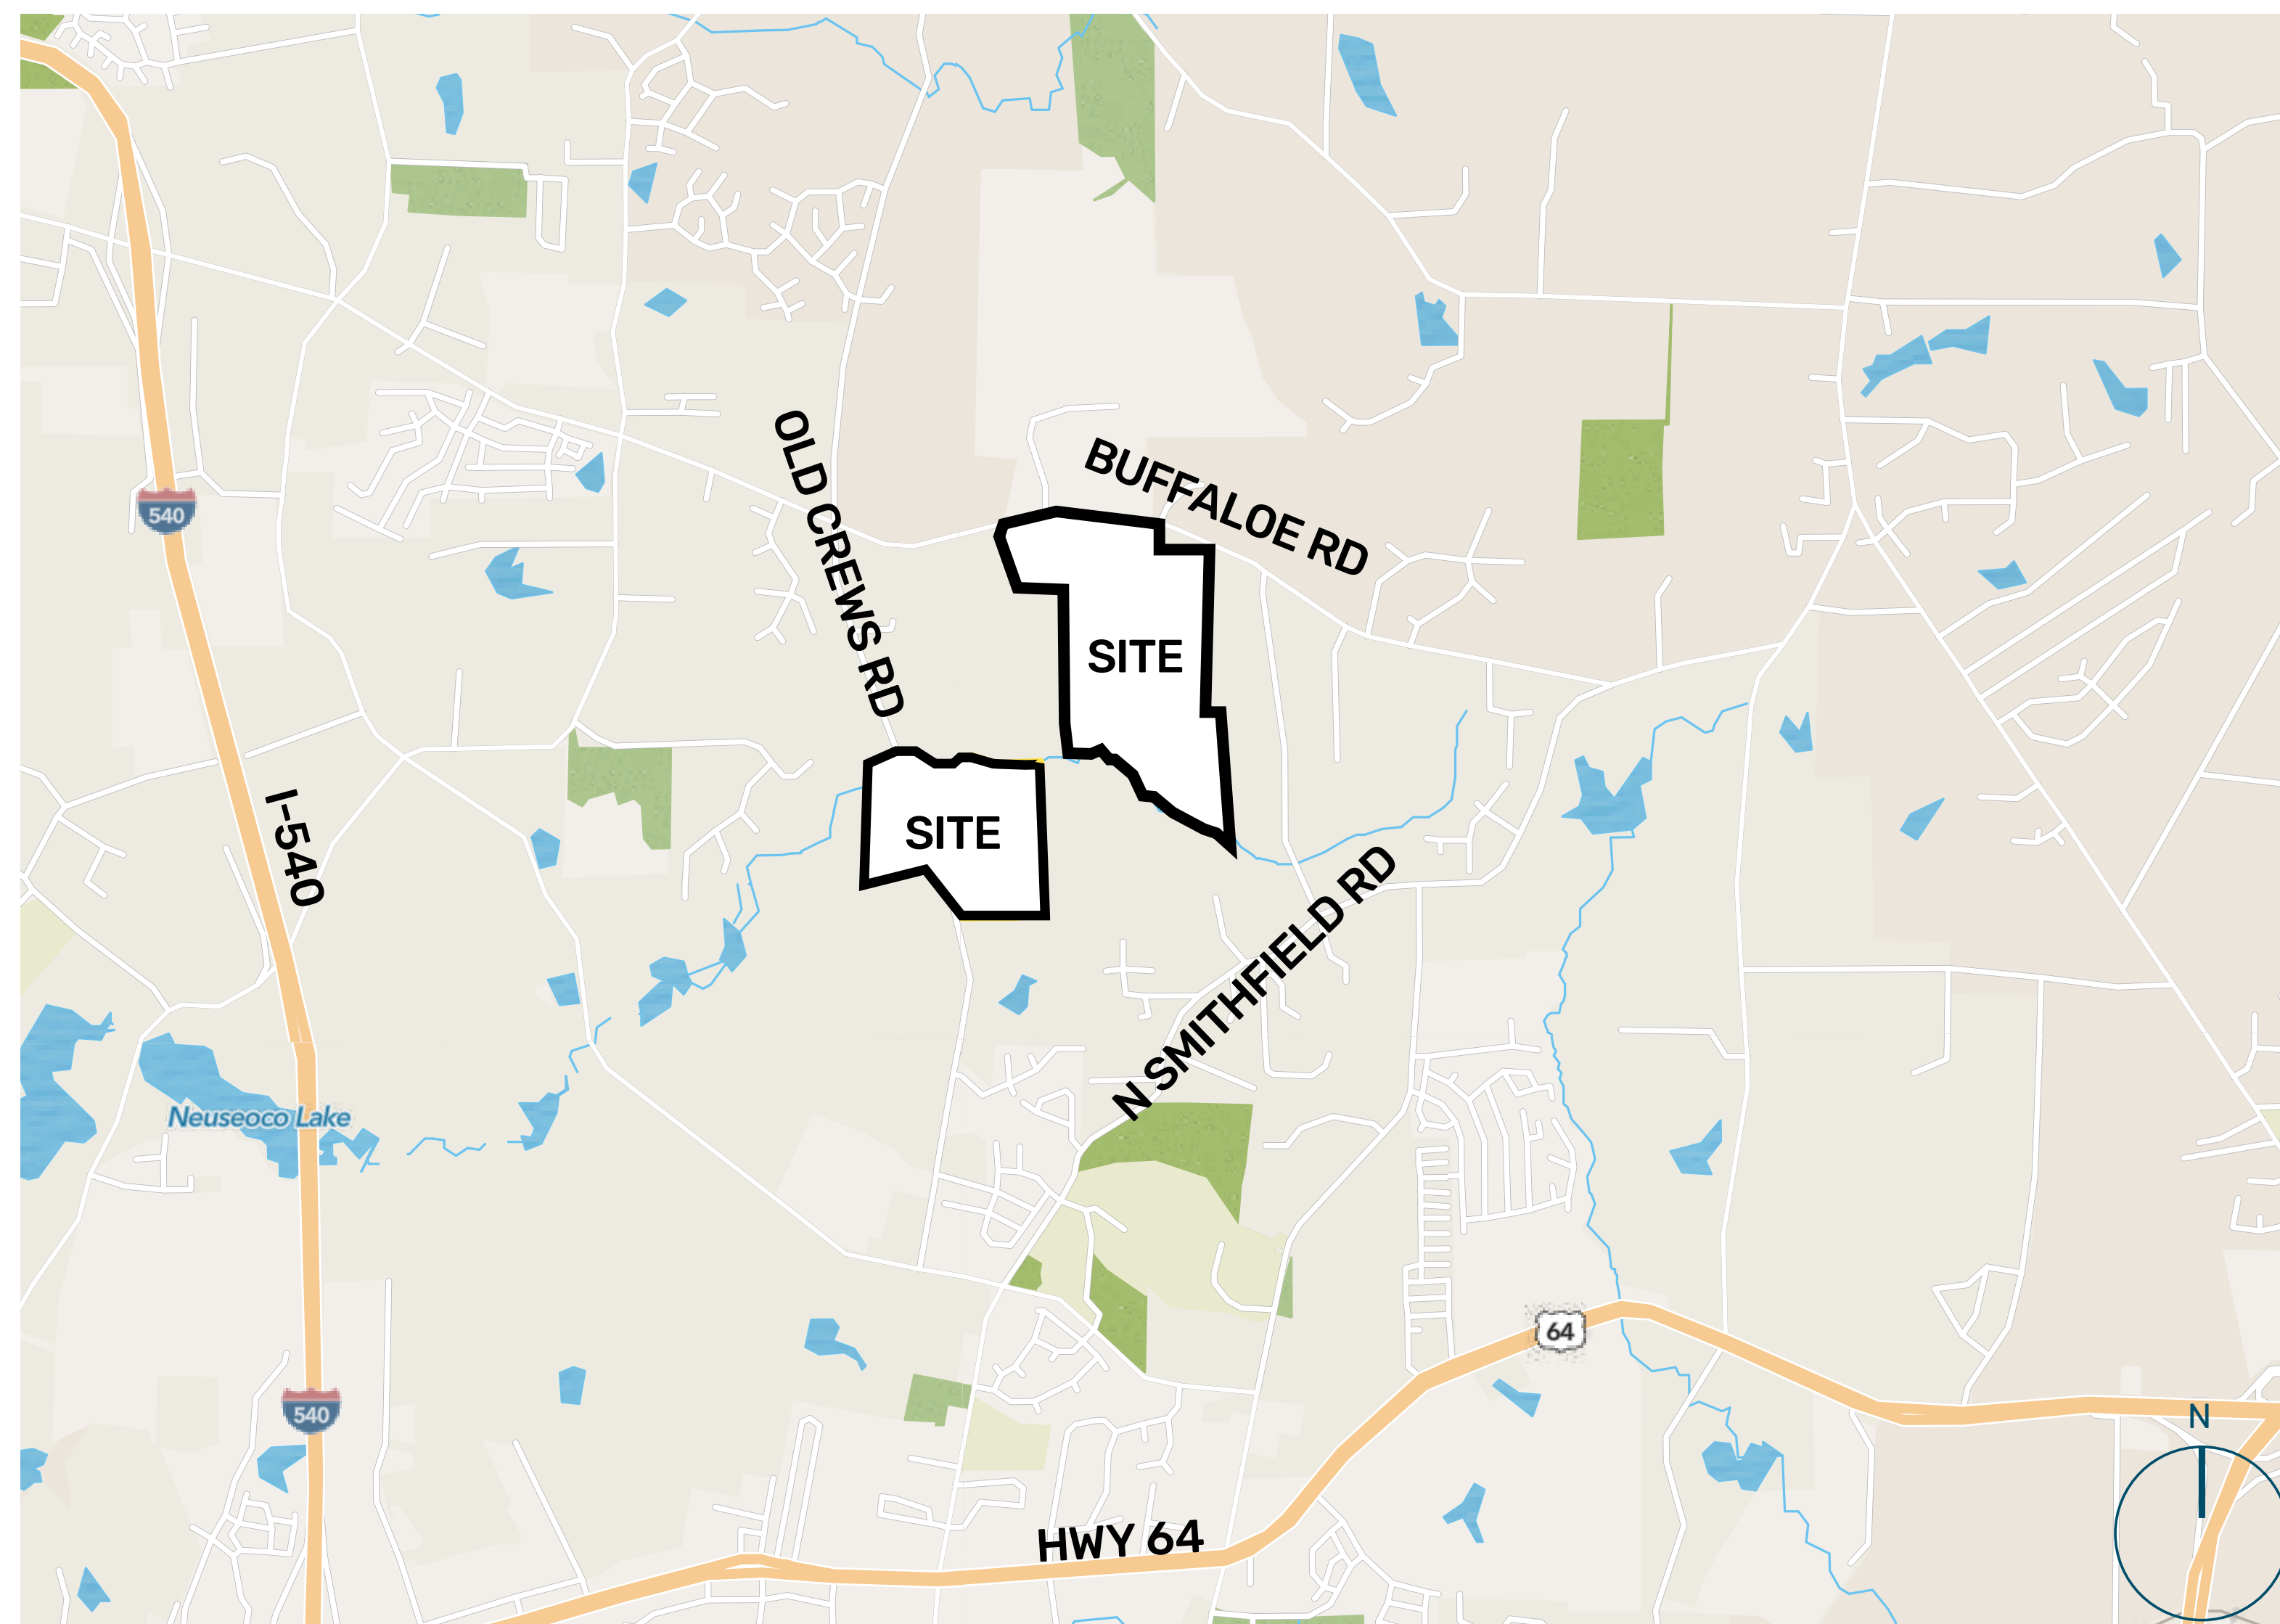 OLD CREWS RD
BUFFALOE RD
540
SITE
SITE
I-540
N SMITHFIELD RD
Neuseoco Lake
64
540
N
HWY 64